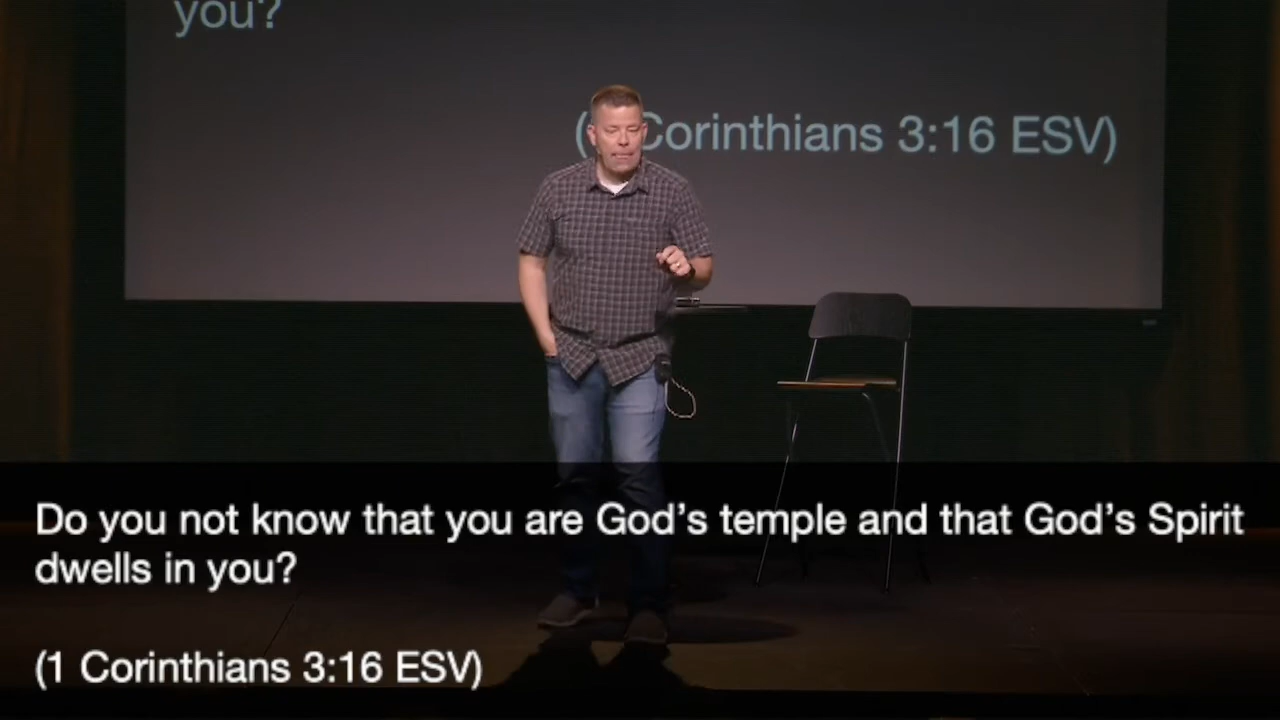 you?
( Corinthians 3:16 ESV)
Do you not know that you are God’s temple and that God’s Spirit
dwells in you?
(1 Corinthians 3:16 ESV)